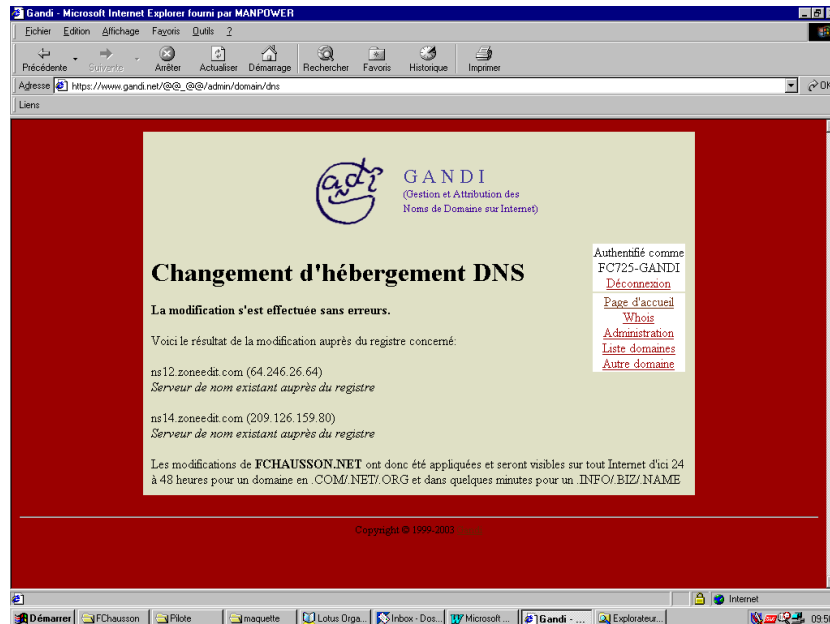 Gandi - Microsoft Internet Explorer fourni par MANPOWER
Fichier Edition Affichage Favoris Outils ?
Précédente Suivante Arrêter Actualiser Démarrage Rechercher Favoris Historique Imprimer
Adresse https://www.gandi.net/@@_@@/admin/domain/dns OK
Liens
GANDI
(Gestion et Attribution des
Noms de Domaine sur Internet)
Authentifié comme
FC725-GANDI
Déconnexion
Page d'accueil
Whois
Administration
Liste domaines
Autre domaine
Changement d'hébergement DNS
La modification s'est effectuée sans erreurs.
Voici le résultat de la modification auprès du registre concerné:
ns12.zoneedit.com (64.246.26.64)
Serveur de nom existant auprès du registre
ns14.zoneedit.com (209.126.159.80)
Serveur de nom existant auprès du registre
Les modifications de FCHAUSSON.NET ont donc été appliquées et seront visibles sur tout Internet d'ici 24
à 48 heures pour un domaine en .COM/.NET/.ORG et dans quelques minutes pour un .INFO/.BIZ/.NAME
Copyright © 1999-2003
Internet
Démarrer FChausson Pilote maquette Lotus Orga... Inbox - Dos... Microsoft ... Gandi - ... Explorateur...